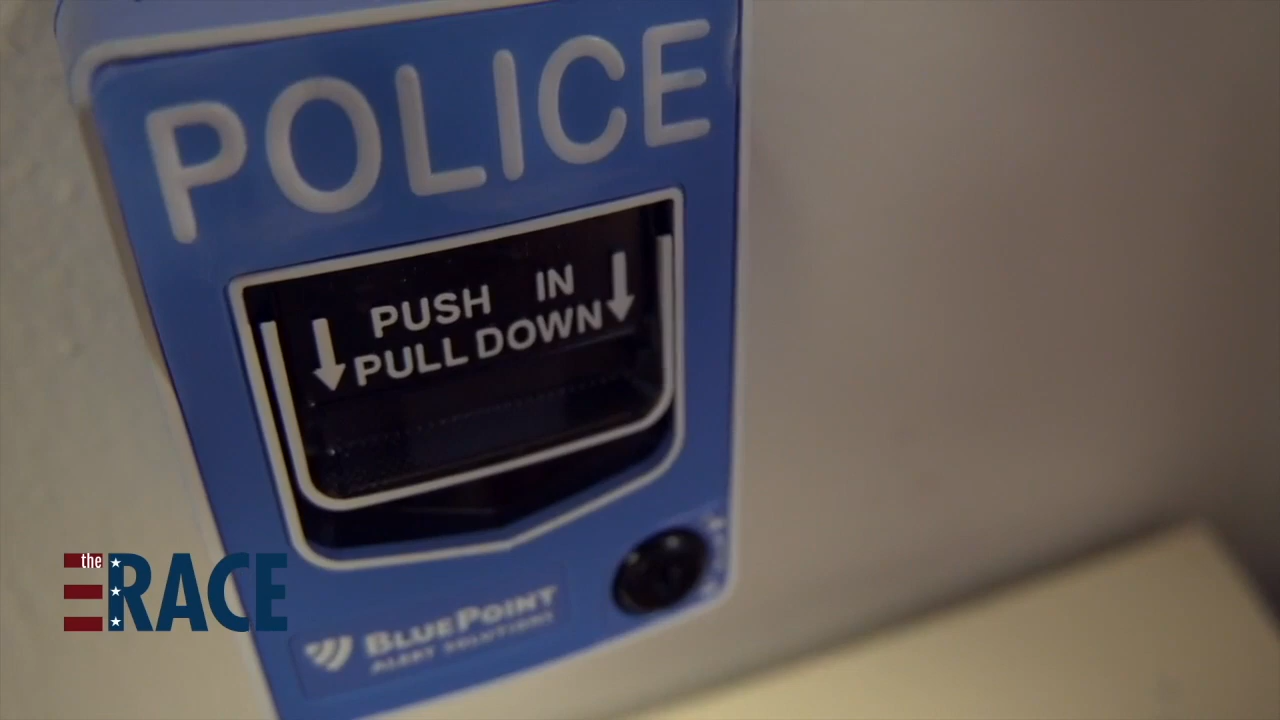 POLICE
PUSH IN
PULL DOWN
the
RACE
BLUEPOINT
ALERT SOLUTIONS